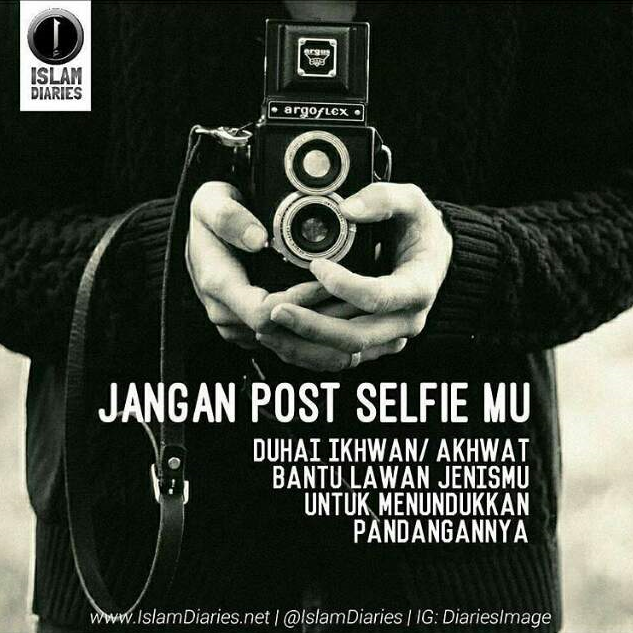 ISLAM
DIARIES
argus
argoflex
JANGAN POST SELFIE MU
DUHAI IKHWAN/ AKHWAT
BANTU LAWAN JENISMU
UNTUK MENUNDUKKAN
PANDANGANNYA
www.IslamDiaries.net | @IslamDiaries | IG: DiariesImage